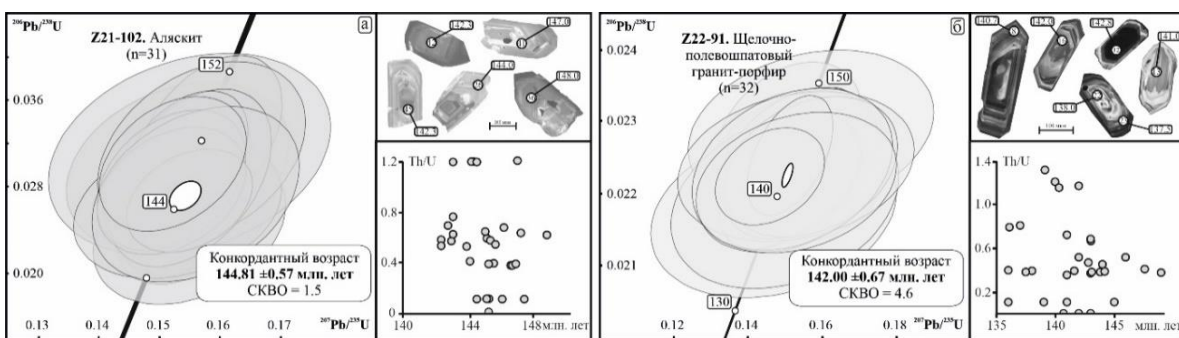 ²⁰⁶Pb/²³⁸U
а
Z21-102. Аляскит
(n=31)
152
0.036
0.028
144
0.020
Конкордантный возраст
144.81 ±0.57 млн. лет
СКВО = 1.5
²⁰⁷Pb/²³⁵U
0.13
0.14
0.15
0.16
0.17
142.5
147.0
144.0
148.0
142.3
Th/U
1.2
0.8
0.4
0
140
144
148
млн. лет
²⁰⁶Pb/²³⁸U
б
Z22-91. Щелочно-
полевошпатовый
гранит-порфир
(n=32)
150
0.024
0.023
0.022
140
0.021
130
Конкордантный возраст
142.00 ±0.67 млн. лет
СКВО = 4.6
²⁰⁷Pb/²³⁵U
0.12
0.14
0.16
0.18
142.0
142.8
141.0
138.0
137.5
Th/U
1.4
1.0
0.6
0.2
135
140
145
млн. лет